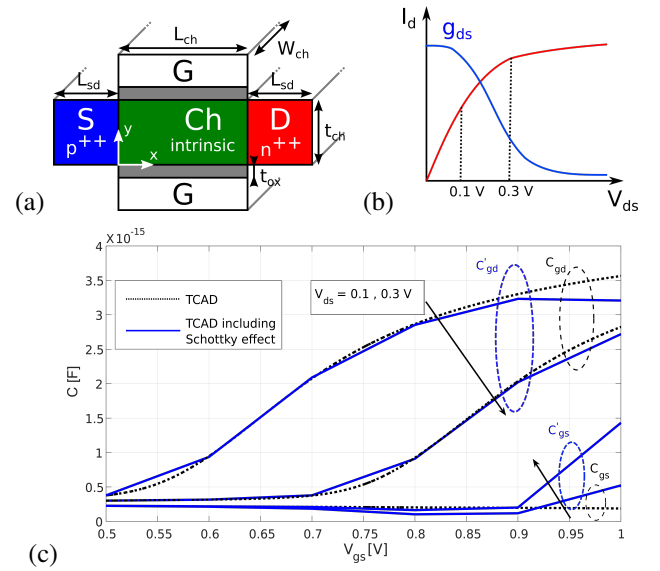 L_ch
W_ch
G
L_sd
L_sd
S
p^++
y
x
Ch
intrinsic
D
n^++
t_ch
t_ox
G
(a)
I_d
g_ds
0.1 V
0.3 V
V_ds
(b)
X10^-15
4
3.5
3
2.5
2
1.5
1
0.5
0
C [F]
TCAD
TCAD including
Schottky effect
V_ds = 0.1 , 0.3 V
C'_gd
C_gd
C'_gs
C_gs
0.5
0.55
0.6
0.65
0.7
0.75
0.8
0.85
0.9
0.95
1
V_gs [V]
(c)